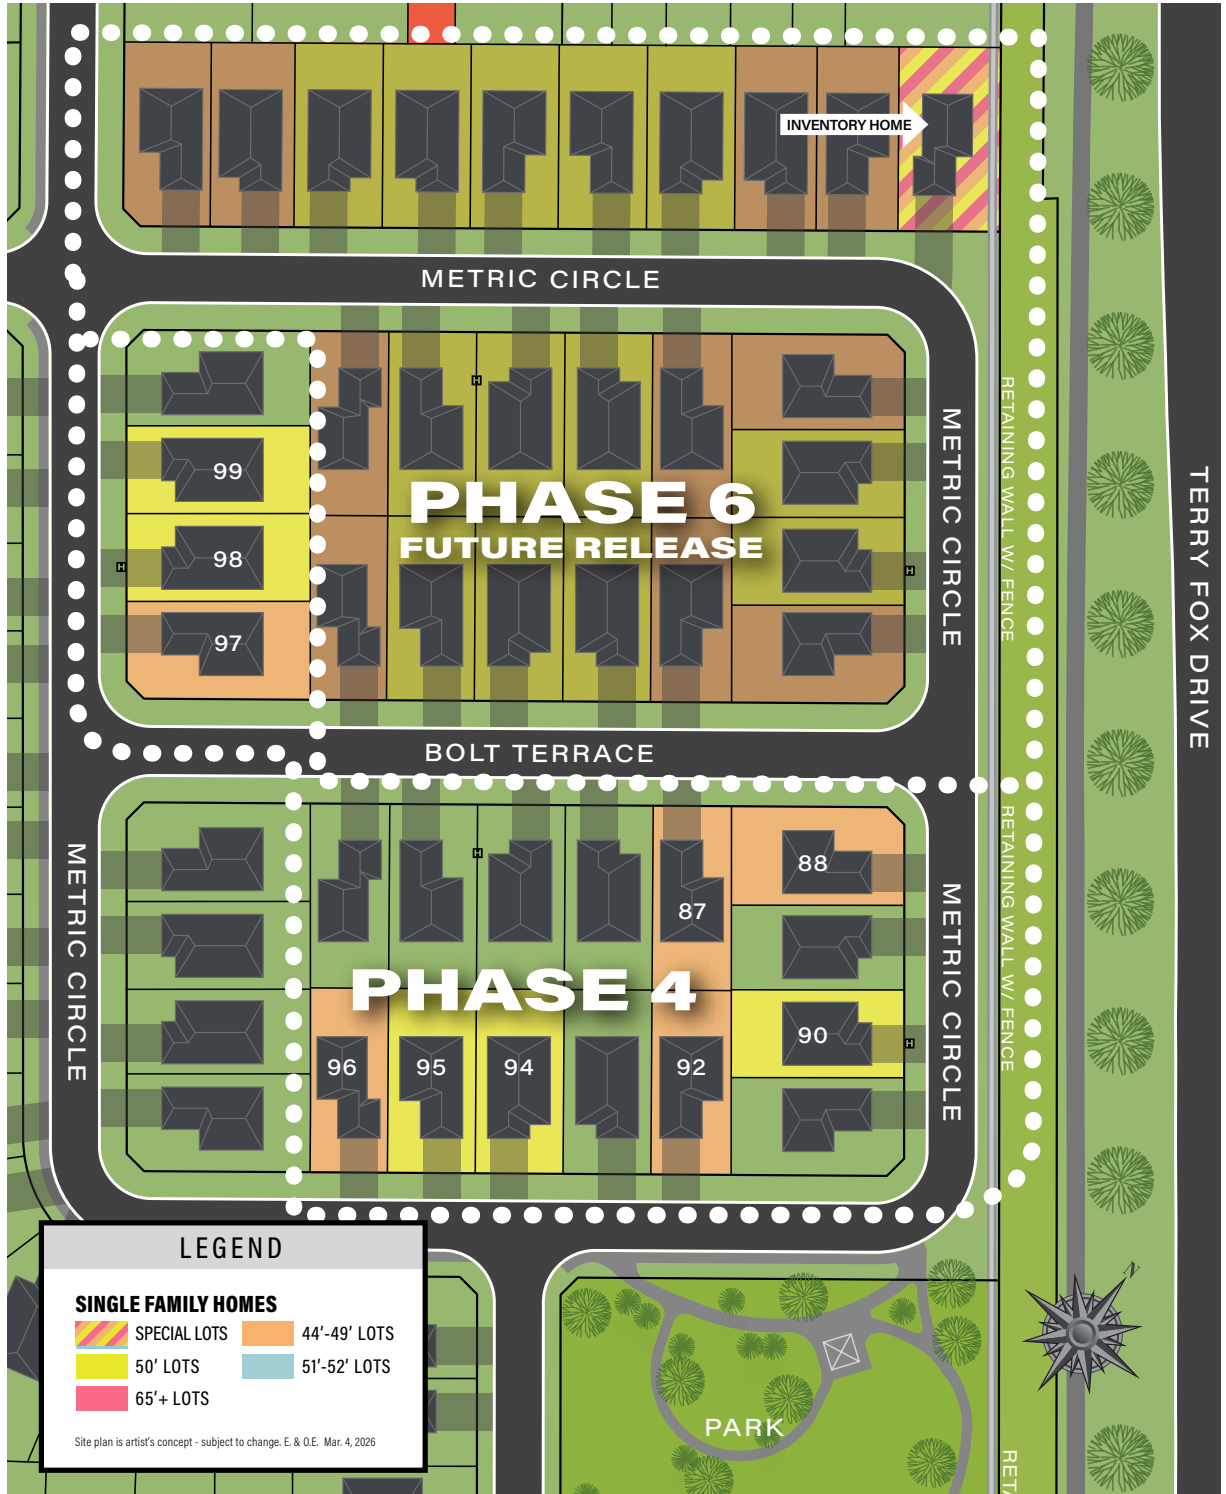 INVENTORY HOME
METRIC CIRCLE
METRIC CIRCLE
RETAINING WALL W/ FENCE
TERRY FOX DRIVE
99
98
97
PHASE 6
FUTURE RELEASE
H
H
H
BOLT TERRACE
METRIC CIRCLE
H
87
88
90
H
PHASE 4
96
95
94
92
METRIC CIRCLE
RETAINING WALL W/ FENCE
LEGEND
SINGLE FAMILY HOMES
SPECIAL LOTS
44'-49' LOTS
50' LOTS
51'-52' LOTS
65'+ LOTS
Site plan is artist's concept - subject to change. E. & O.E. Mar. 4, 2026
PARK
N
RETA